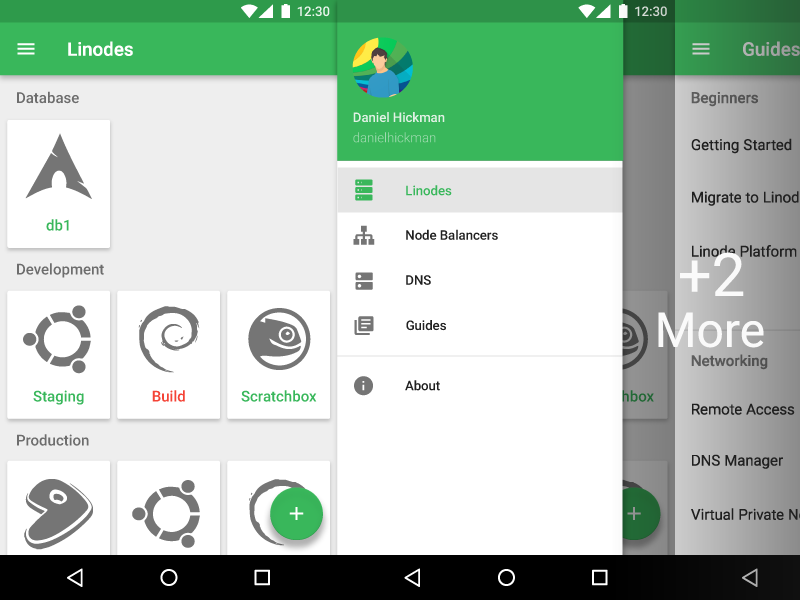 12:30
Linodes
Database
db1
Development
Staging
Build
Scratchbox
Production
+
12:30
Daniel Hickman
danielhickman
Linodes
Node Balancers
DNS
Guides
About
hbox
+
Guides
Beginners
Getting Started
Migrate to Linod
Linode Platform
+2
More
Networking
Remote Access
DNS Manager
Virtual Private N